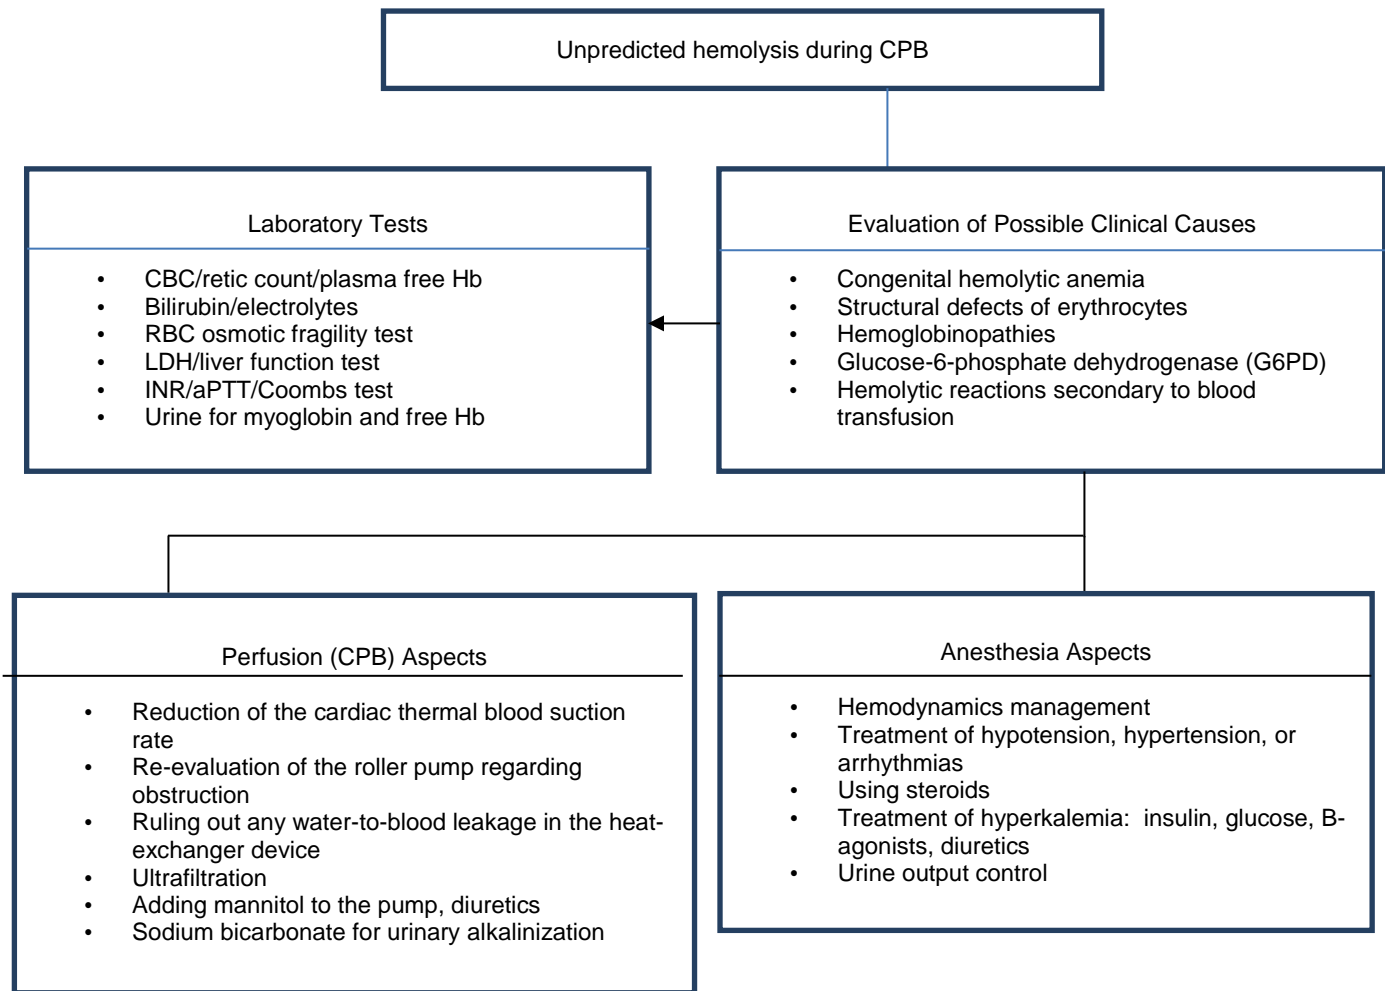 Unpredicted hemolysis during CPB
Laboratory Tests
• CBC/retic count/plasma free Hb
• Bilirubin/electrolytes
• RBC osmotic fragility test
• LDH/liver function test
• INR/aPTT/Coombs test
• Urine for myoglobin and free Hb
Evaluation of Possible Clinical Causes
• Congenital hemolytic anemia
• Structural defects of erythrocytes
• Hemoglobinopathies
• Glucose-6-phosphate dehydrogenase (G6PD)
• Hemolytic reactions secondary to blood
transfusion
Perfusion (CPB) Aspects
• Reduction of the cardiac thermal blood suction
rate
• Re-evaluation of the roller pump regarding
obstruction
• Ruling out any water-to-blood leakage in the heat-
exchanger device
• Ultrafiltration
• Adding mannitol to the pump, diuretics
• Sodium bicarbonate for urinary alkalinization
Anesthesia Aspects
• Hemodynamics management
• Treatment of hypotension, hypertension, or
arrhythmias
• Using steroids
• Treatment of hyperkalemia: insulin, glucose, B-
agonists, diuretics
• Urine output control